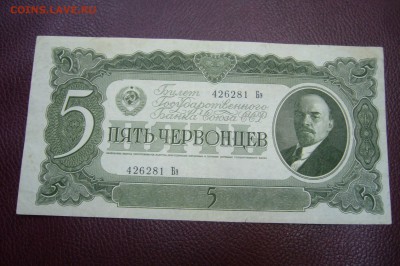 COINS.LAVE.RU
Билет 426281 Вэ
Государственного
Банка Союза ССР
5 ПЯТЬ ЧЕРВОНЦЕВ
426281 Вэ
5